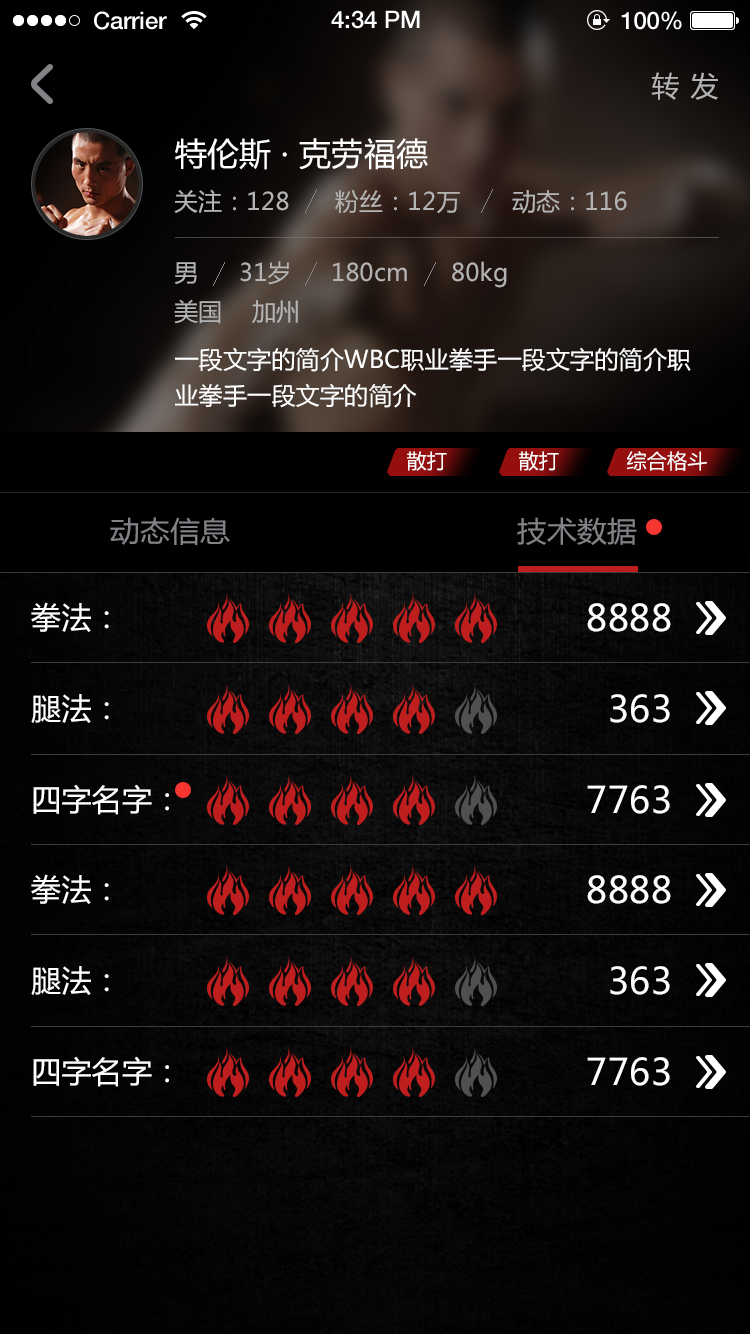 Carrier 4:34 PM 100%
转发
特伦斯·克劳福德
关注：128 / 粉丝：12万 / 动态：116
男 / 31岁 / 180cm / 80kg
美国 加州
一段文字的简介WBC职业拳手一段文字的简介职
业拳手一段文字的简介
散打 散打 综合格斗
动态信息 技术数据
拳法： 8888
腿法： 363
四字名字： 7763
拳法： 8888
腿法： 363
四字名字： 7763